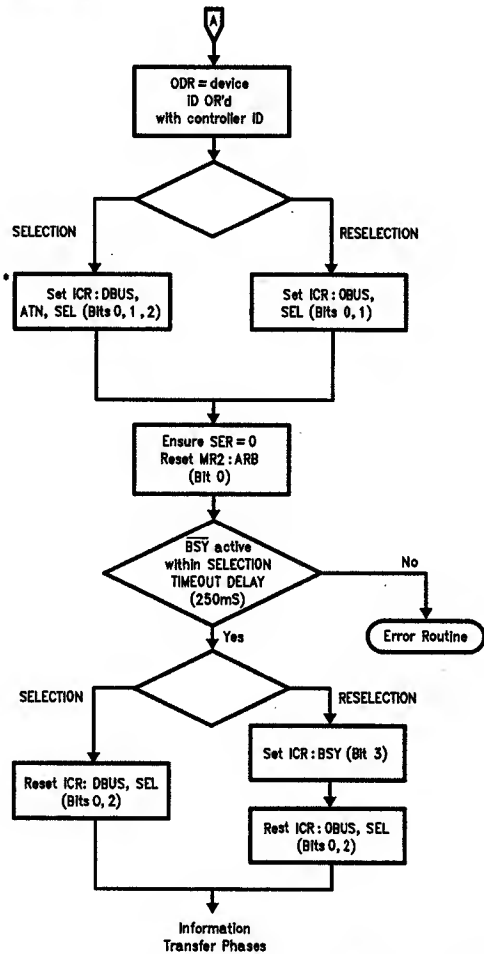 A
ODR = device
ID OR'd
with controller ID
SELECTION
RESELECTION
*
Set ICR: DBUS,
ATN, SEL (Bits 0, 1, 2)
Set ICR: OBUS,
SEL (Bits 0, 1)
Ensure SER = 0
Reset MR2: ARB
(Bit 0)
BSY active
within SELECTION
TIMEOUT DELAY
(250mS)
No
Error Routine
Yes
SELECTION
RESELECTION
Set ICR: BSY (Bit 3)
Reset ICR: DBUS, SEL
(Bits 0, 2)
Rest ICR: OBUS, SEL
(Bits 0, 2)
Information
Transfer Phases